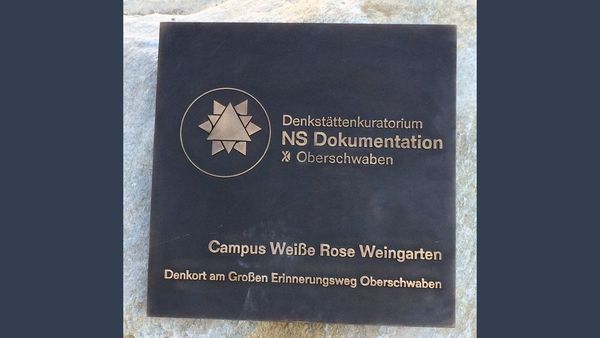 Denkstättenkuratorium
NS Dokumentation
Oberschwaben
Campus Weiße Rose Weingarten
Denkort am Großen Erinnerungsweg Oberschwaben